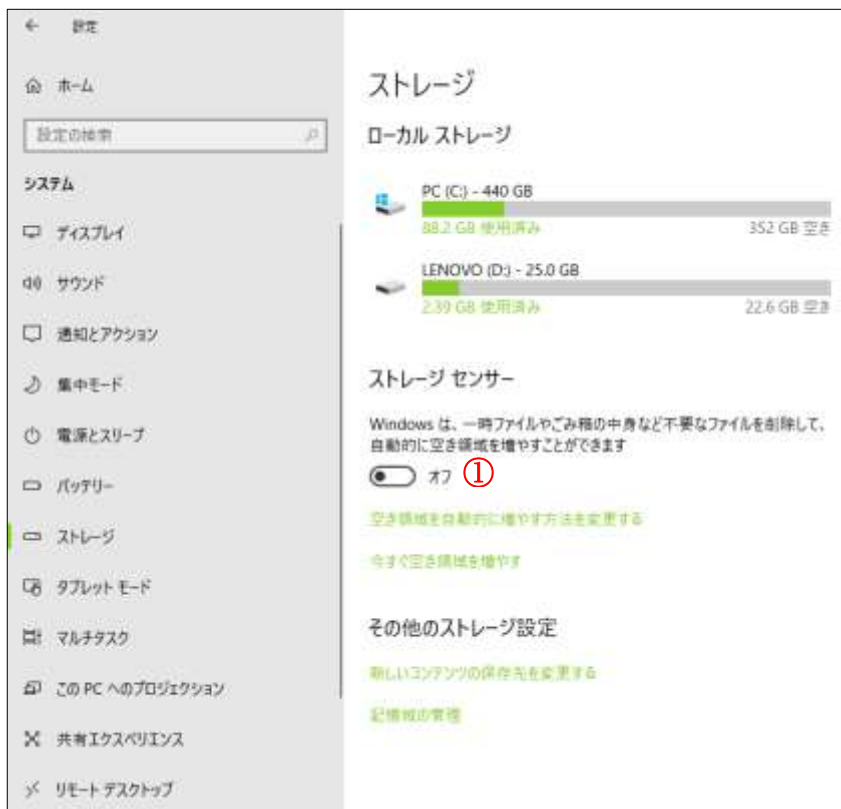 設定
ホーム
設定の検索
システム
ディスプレイ
サウンド
通知とアクション
集中モード
電源とスリープ
バッテリー
ストレージ
タブレット モード
マルチタスク
この PC へのプロジェクション
共有エクスペリエンス
リモート デスクトップ
ストレージ
ローカル ストレージ
PC (C:) - 440 GB
88.2 GB 使用済み 352 GB 空き
LENOVO (D:) - 25.0 GB
2.39 GB 使用済み 22.6 GB 空き
ストレージ センサー
Windows は、一時ファイルやごみ箱の中身など不要なファイルを削除して、
自動的に空き領域を増やすことができます
オフ ①
空き領域を自動的に増やす方法を変更する
今すぐ空き領域を増やす
その他のストレージ設定
新しいコンテンツの保存先を変更する
記憶域の管理